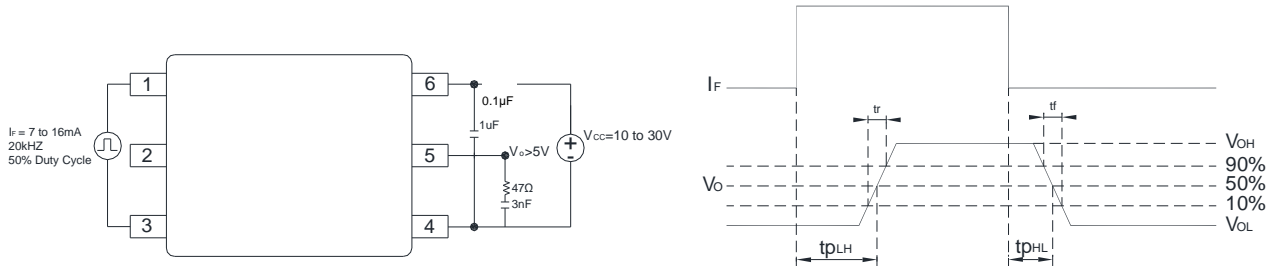 1
2
3
4
5
6
IF = 7 to 16mA
20kHZ
50% Duty Cycle
0.1µF
1uF
VCC=10 to 30V
+
-
Vo>5V
47Ω
3nF
IF
tr
tf
VO
VOH
90%
50%
10%
VOL
tpLH
tpHL